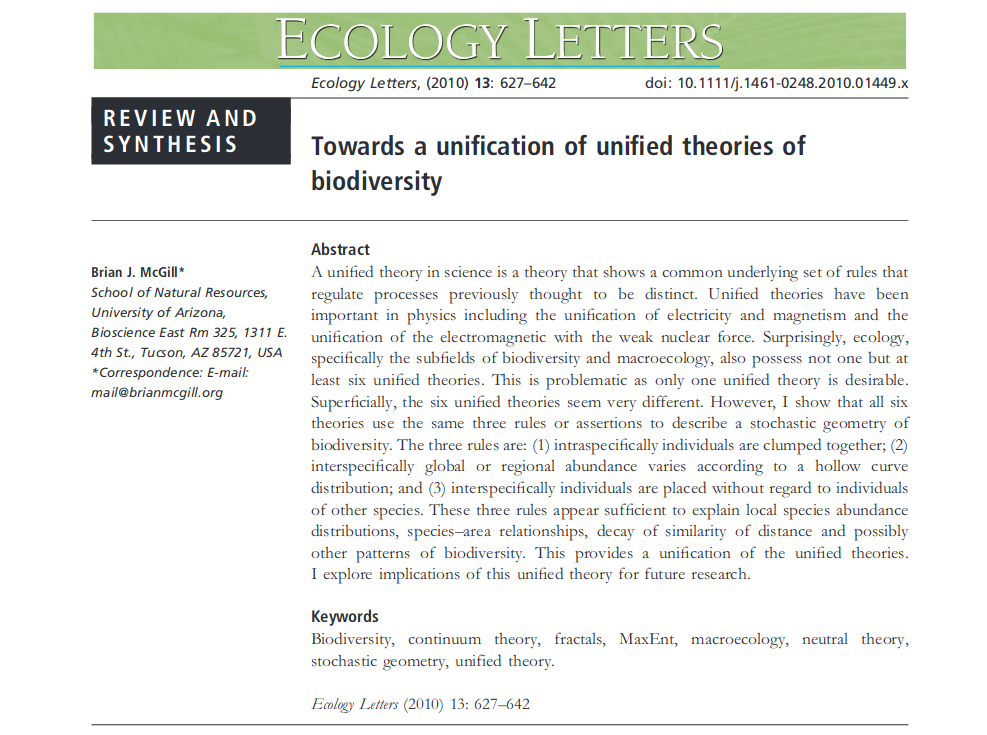 ECOLOGY LETTERS
Ecology Letters, (2010) 13: 627–642
doi: 10.1111/j.1461-0248.2010.01449.x
REVIEW AND
SYNTHESIS
Towards a unification of unified theories of
biodiversity
Brian J. McGill*
School of Natural Resources,
University of Arizona,
Bioscience East Rm 325, 1311 E.
4th St., Tucson, AZ 85721, USA
*Correspondence: E-mail:
mail@brianmcgill.org
Abstract
A unified theory in science is a theory that shows a common underlying set of rules that
regulate processes previously thought to be distinct. Unified theories have been
important in physics including the unification of electricity and magnetism and the
unification of the electromagnetic with the weak nuclear force. Surprisingly, ecology,
specifically the subfields of biodiversity and macroecology, also possess not one but at
least six unified theories. This is problematic as only one unified theory is desirable.
Superficially, the six unified theories seem very different. However, I show that all six
theories use the same three rules or assertions to describe a stochastic geometry of
biodiversity. The three rules are: (1) intraspecifically individuals are clumped together; (2)
interspecifically global or regional abundance varies according to a hollow curve
distribution; and (3) interspecifically individuals are placed without regard to individuals
of other species. These three rules appear sufficient to explain local species abundance
distributions, species–area relationships, decay of similarity of distance and possibly
other patterns of biodiversity. This provides a unification of the unified theories.
I explore implications of this unified theory for future research.
Keywords
Biodiversity, continuum theory, fractals, MaxEnt, macroecology, neutral theory,
stochastic geometry, unified theory.
Ecology Letters (2010) 13: 627–642